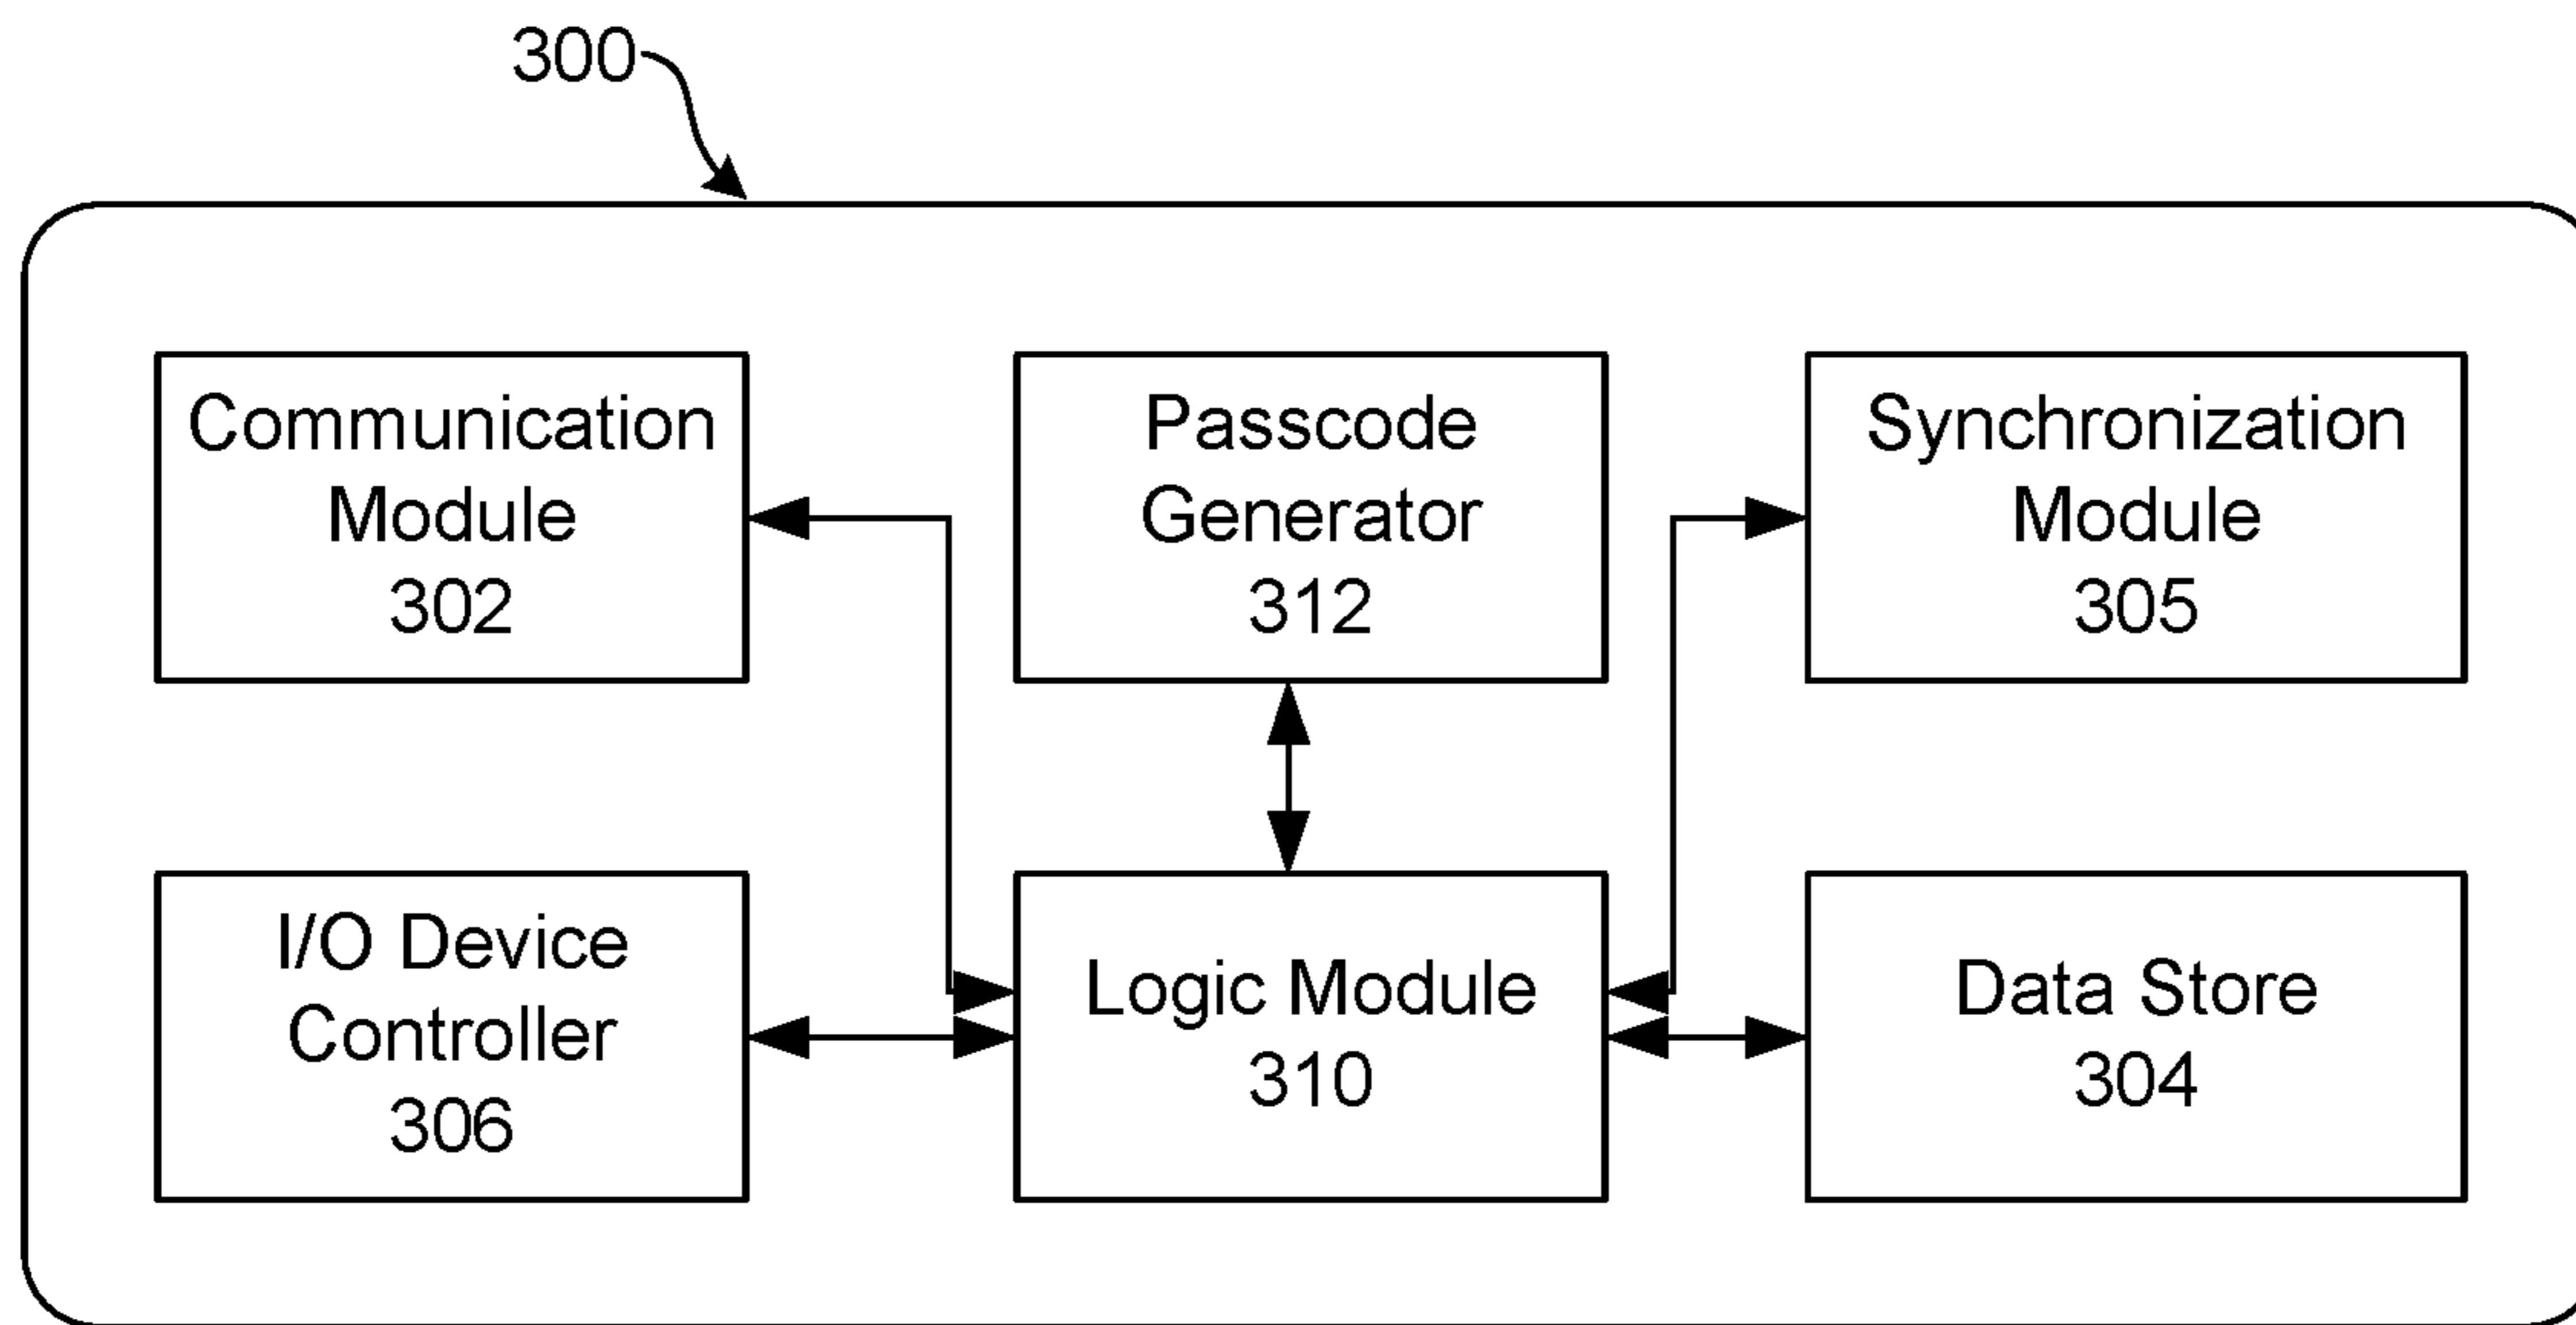 300
Communication
Module
302
Passcode
Generator
312
Synchronization
Module
305
I/O Device
Controller
306
Logic Module
310
Data Store
304